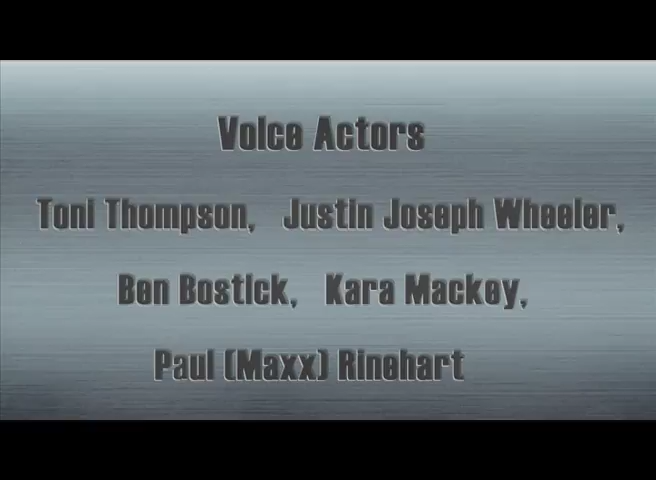 Voice Actors
Toni Thompson, Justin Joseph Wheeler,
Ben Bostick, Kara Mackey,
Paul (Maxx) Rinehart